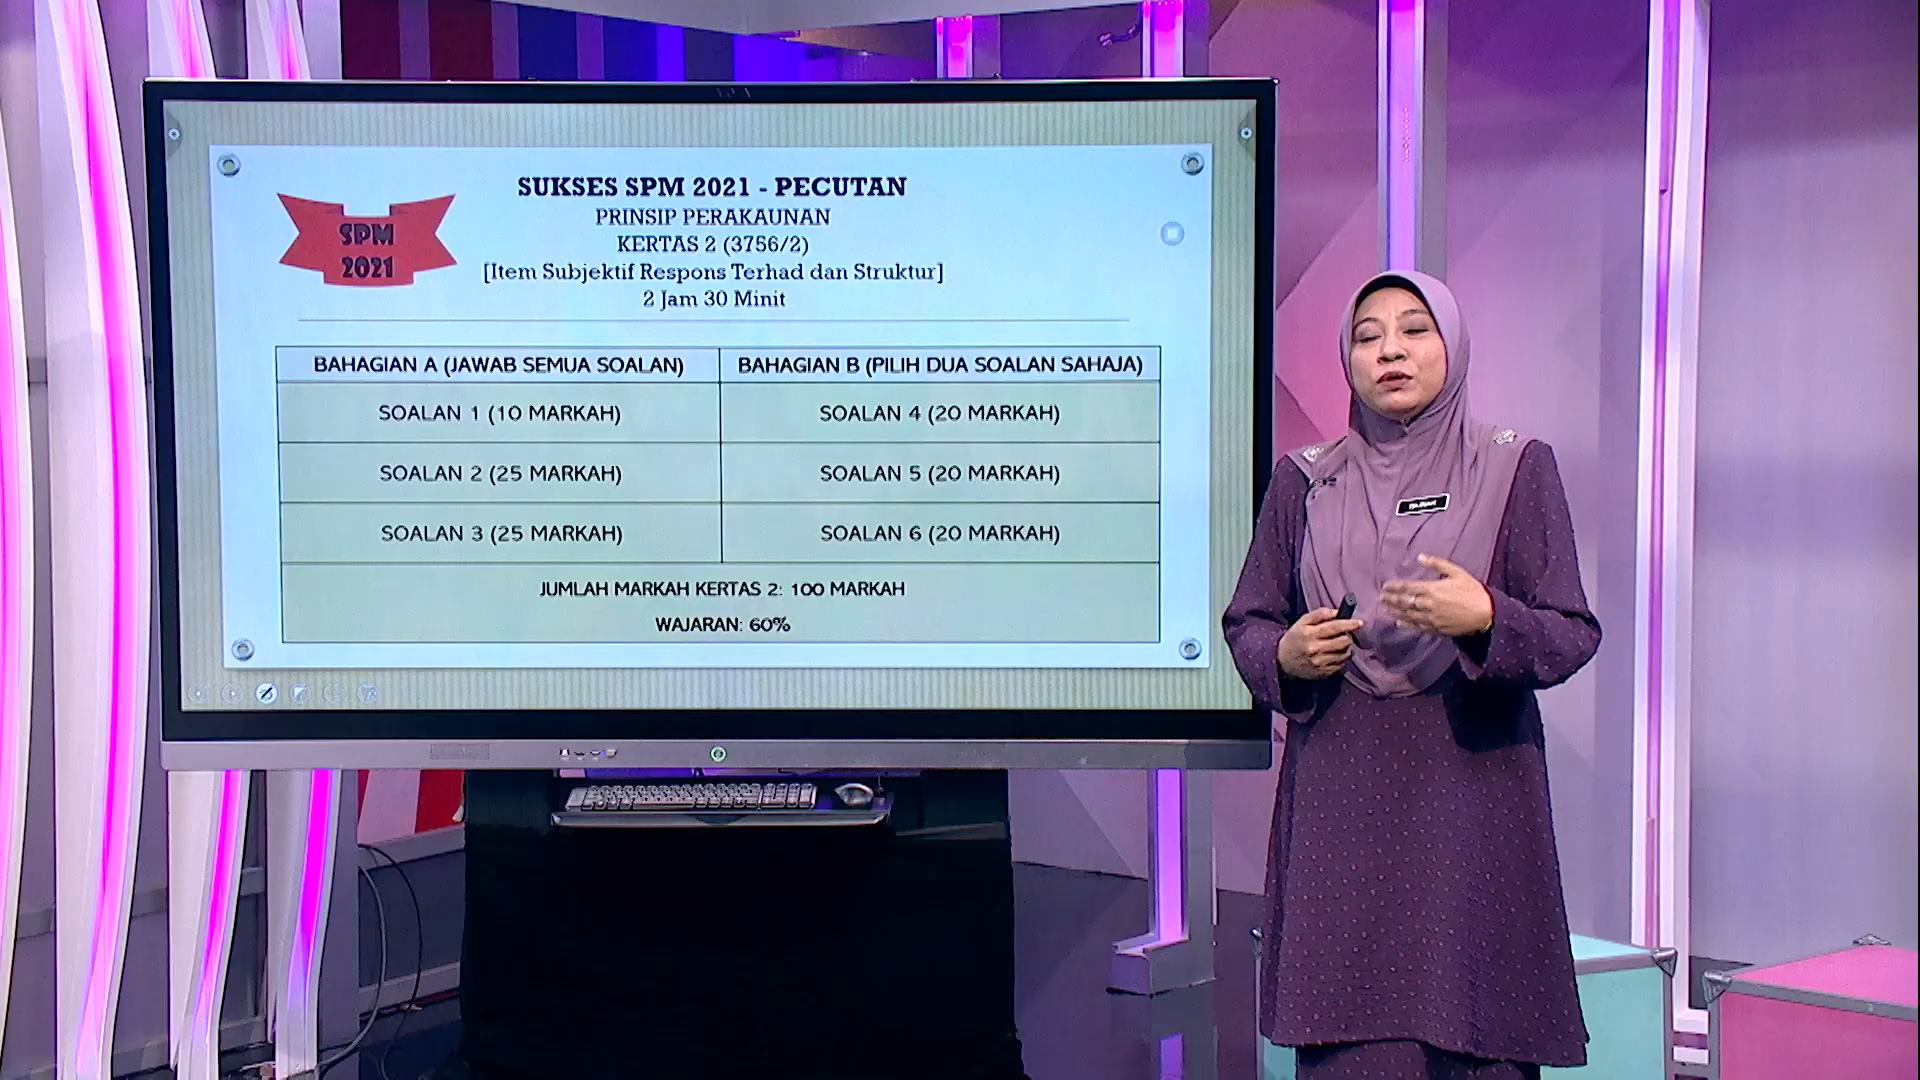 SUKSES SPM 2021 - PECUTAN
PRINSIP PERAKAUNAN
KERTAS 2 (3756/2)
[Item Subjektif Respons Terhad dan Struktur]
2 Jam 30 Minit
SPM
2021
BAHAGIAN A (JAWAB SEMUA SOALAN)
BAHAGIAN B (PILIH DUA SOALAN SAHAJA)
SOALAN 1 (10 MARKAH)
SOALAN 4 (20 MARKAH)
SOALAN 2 (25 MARKAH)
SOALAN 5 (20 MARKAH)
SOALAN 3 (25 MARKAH)
SOALAN 6 (20 MARKAH)
JUMLAH MARKAH KERTAS 2: 100 MARKAH
WAJARAN: 60%